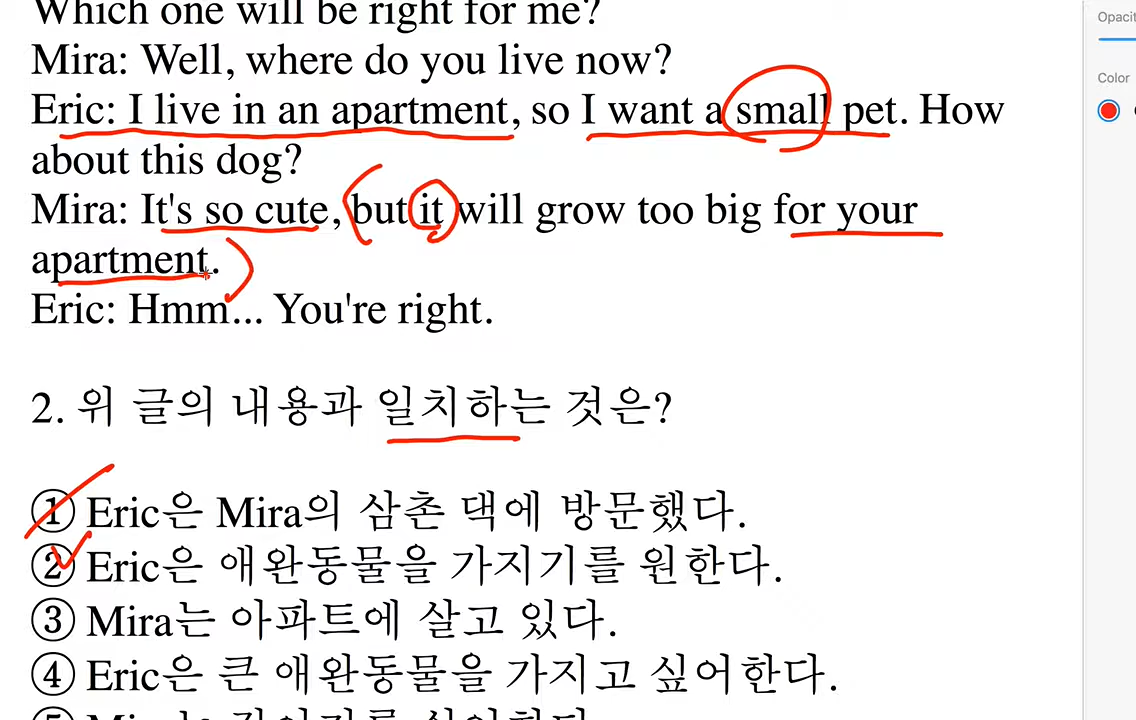 Which one will be right for me?
Opacit
Mira: Well, where do you live now?
Color
Eric: I live in an apartment, so I want a small pet. How
about this dog?
Mira: It's so cute, but it will grow too big for your
apartment.
Eric: Hmm... You're right.
2. 위 글의 내용과 일치하는 것은?
① Eric은 Mira의 삼촌 댁에 방문했다.
② Eric은 애완동물을 가지기를 원한다.
③ Mira는 아파트에 살고 있다.
④ Eric은 큰 애완동물을 가지고 싶어한다.